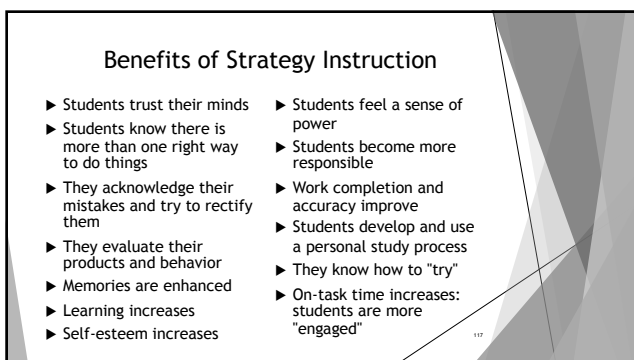 Benefits of Strategy Instruction
▶ Students trust their minds
▶ Students know there is
more than one right way
to do things
▶ They acknowledge their
mistakes and try to rectify
them
▶ They evaluate their
products and behavior
▶ Memories are enhanced
▶ Learning increases
▶ Self-esteem increases
▶ Students feel a sense of
power
▶ Students become more
responsible
▶ Work completion and
accuracy improve
▶ Students develop and use
a personal study process
▶ They know how to "try"
▶ On-task time increases:
students are more
"engaged"
117